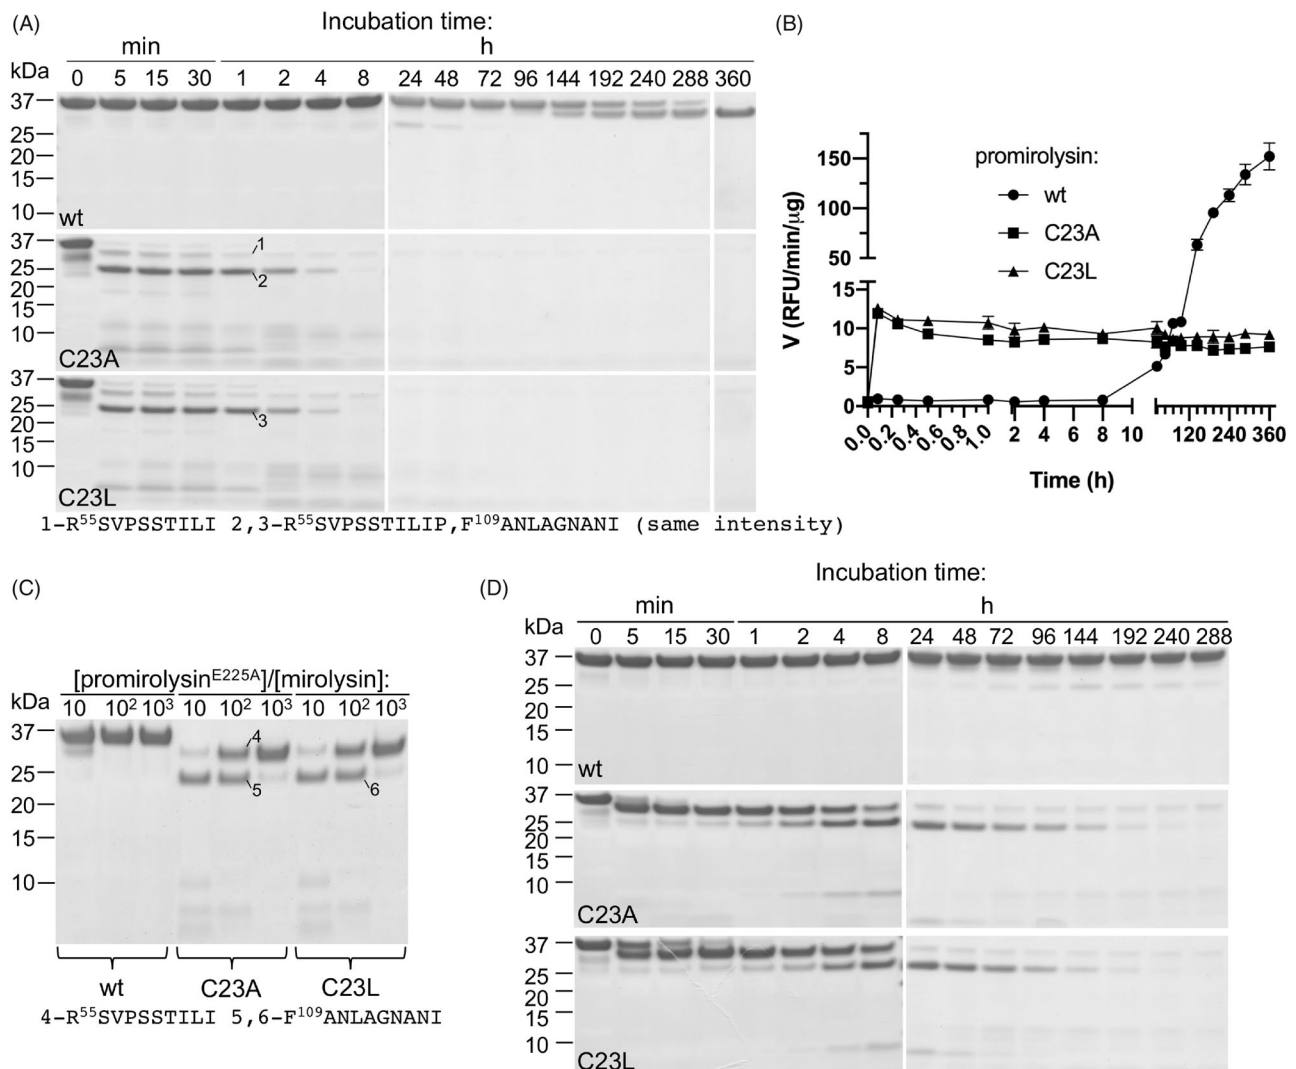 (A)
Incubation time:
min h
kDa 0 5 15 30 1 2 4 8 24 48 72 96 144 192 240 288 360
37
25
20
15
10
wt
37
25
20
15
10
C23A
37
25
20
15
10
C23L
1
2
3
1-R⁵⁵SVPSSTILI 2,3-R⁵⁵SVPSSTILIP,F¹⁰⁹ANLAGNANI (same intensity)
(B)
promirolysin:
wt
C23A
C23L
V (RFU/min/µg)
150
100
50
15
10
5
0
0.0 0.2 0.4 0.6 0.8 1.0 2 4 6 8 10 120 240 360
Time (h)
(C)
[promirolysinᴱ²²⁵ᴬ]/[mirolysin]:
kDa 10 10² 10³ 10 10² 10³ 10 10² 10³
37
25
20
15
10
4
5
6
wt C23A C23L
4-R⁵⁵SVPSSTILI 5,6-F¹⁰⁹ANLAGNANI
(D)
Incubation time:
min h
kDa 0 5 15 30 1 2 4 8 24 48 72 96 144 192 240 288
37
25
20
15
10
wt
37
25
20
15
10
C23A
37
25
20
15
10
C23L